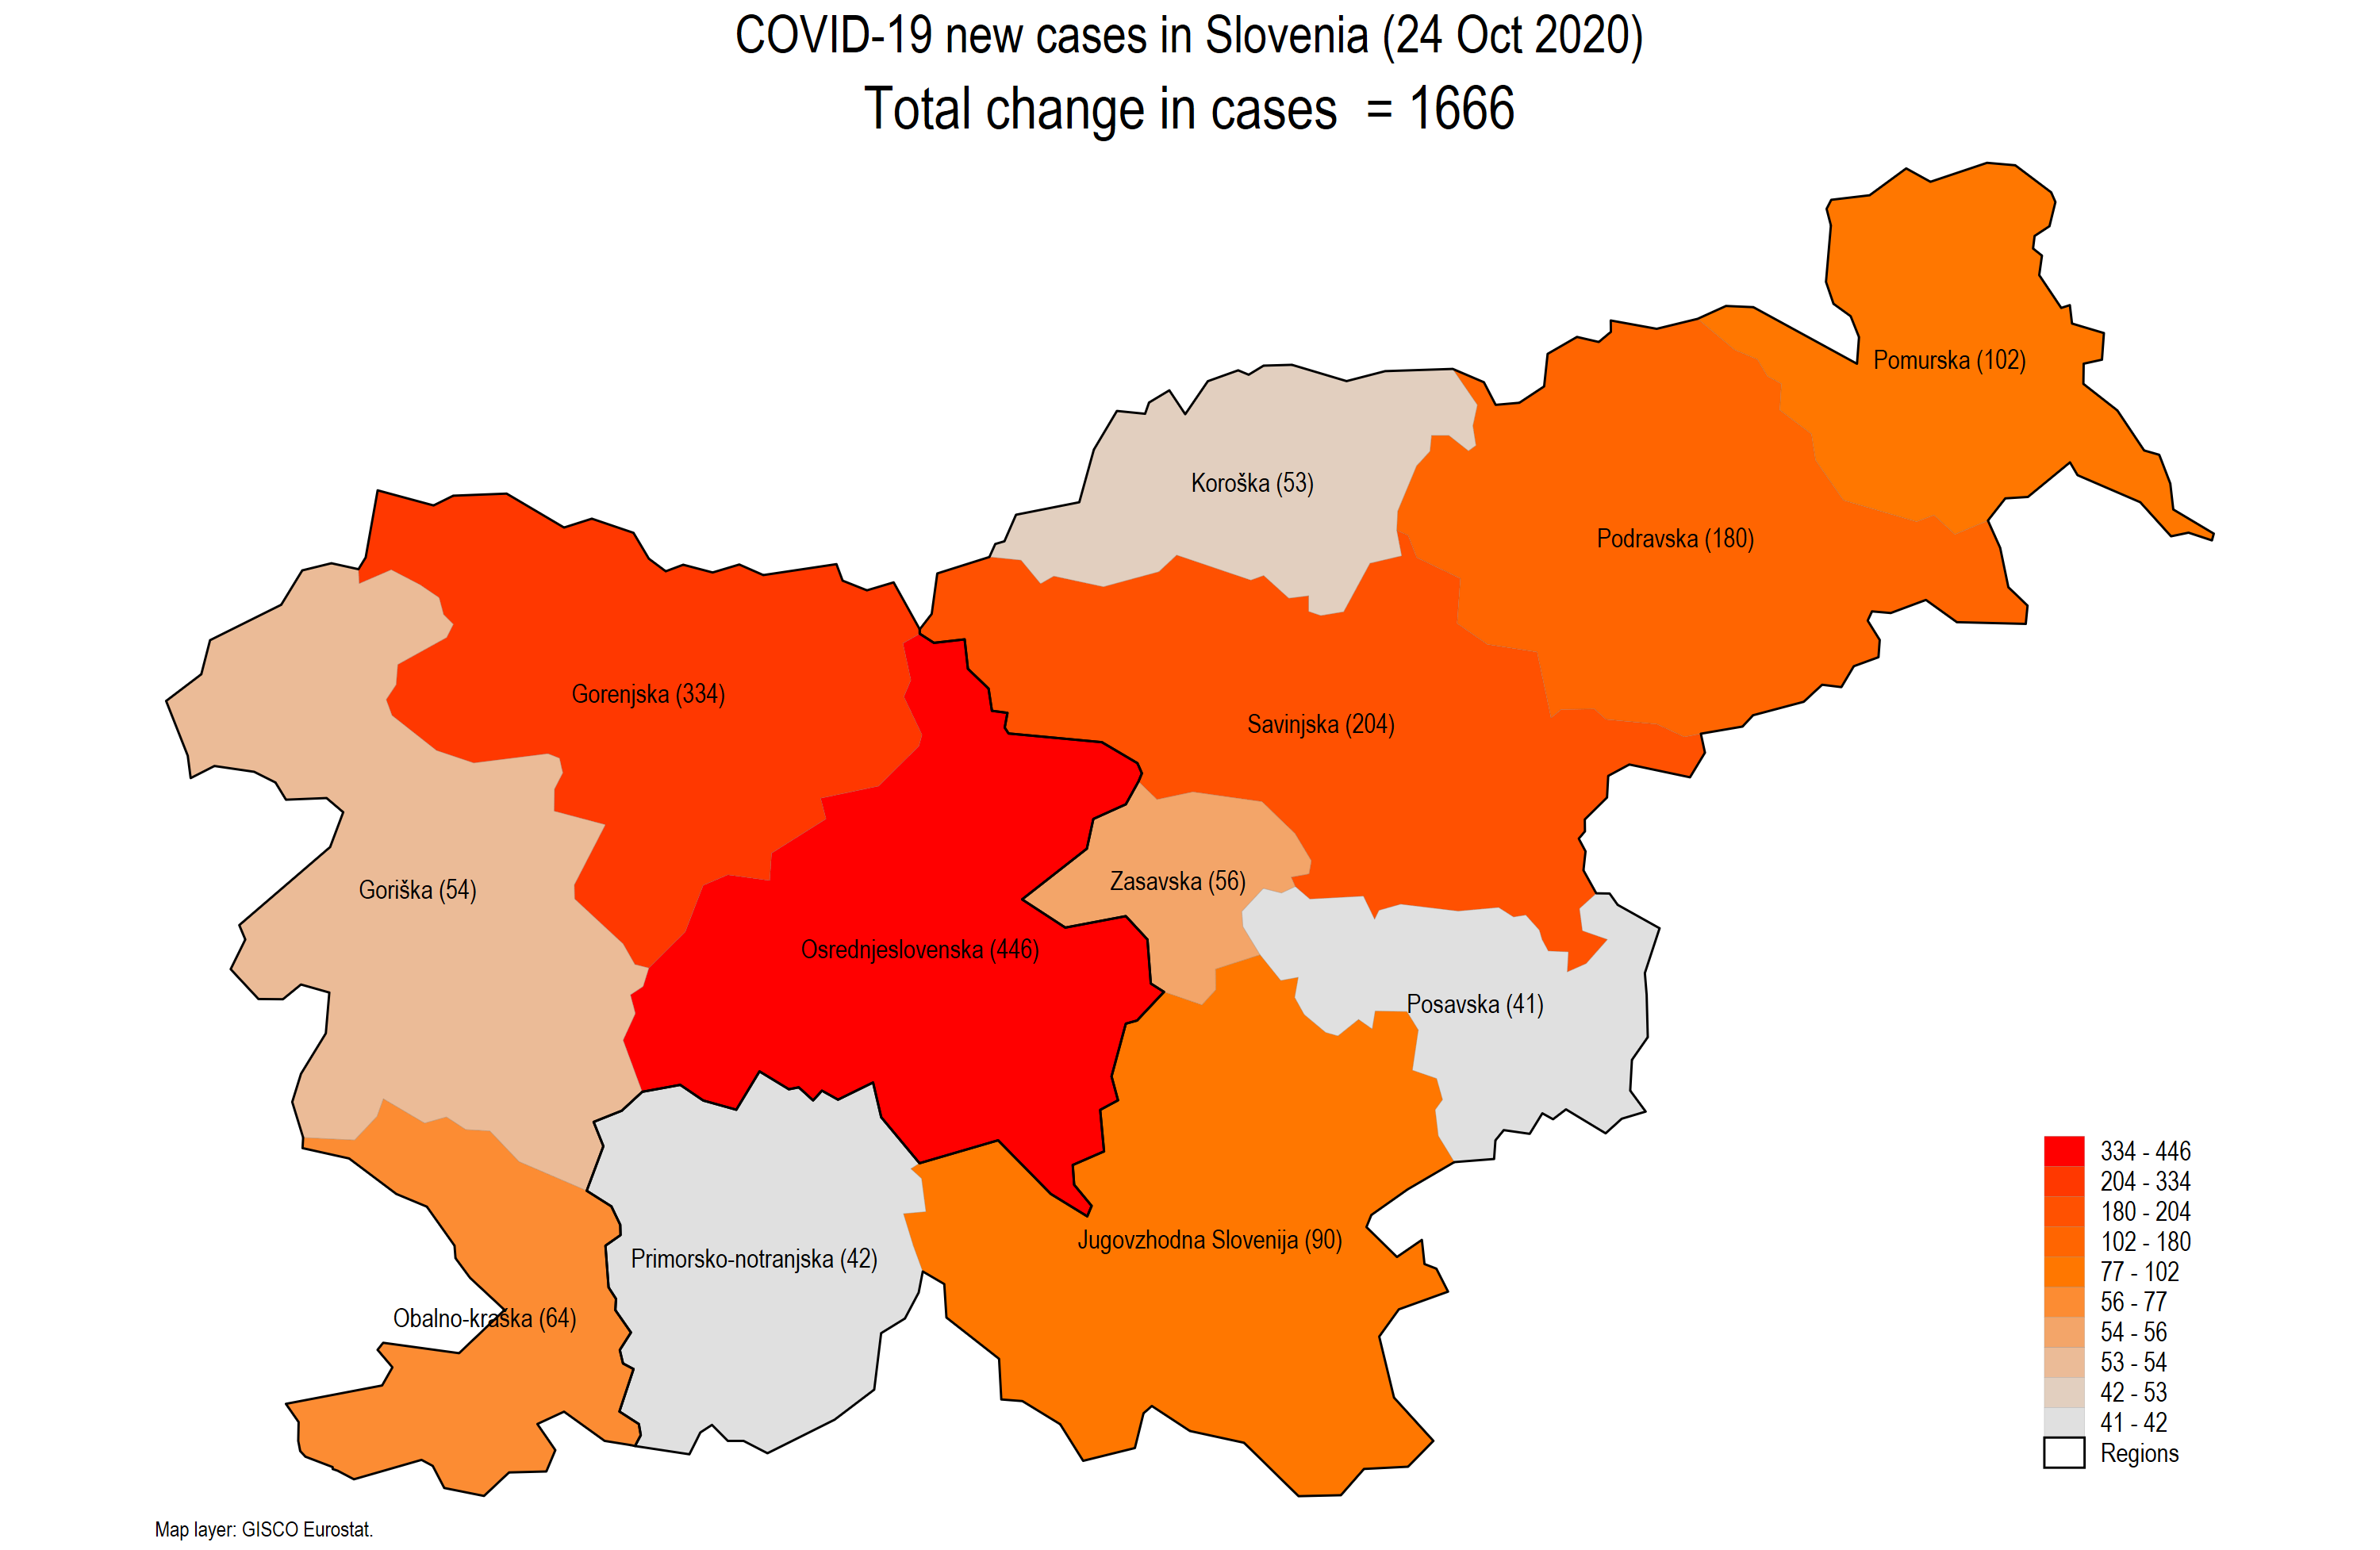 COVID-19 new cases in Slovenia (24 Oct 2020)
Total change in cases = 1666
Pomurska (102)
Koroška (53)
Podravska (180)
Gorenjska (334)
Savinjska (204)
Zasavska (56)
Goriška (54)
Osrednjeslovenska (446)
Posavska (41)
Jugovzhodna Slovenija (90)
Primorsko-notranjska (42)
Obalno-kraška (64)
334 - 446
204 - 334
180 - 204
102 - 180
77 - 102
56 - 77
54 - 56
53 - 54
42 - 53
41 - 42
Regions
Map layer: GISCO Eurostat.